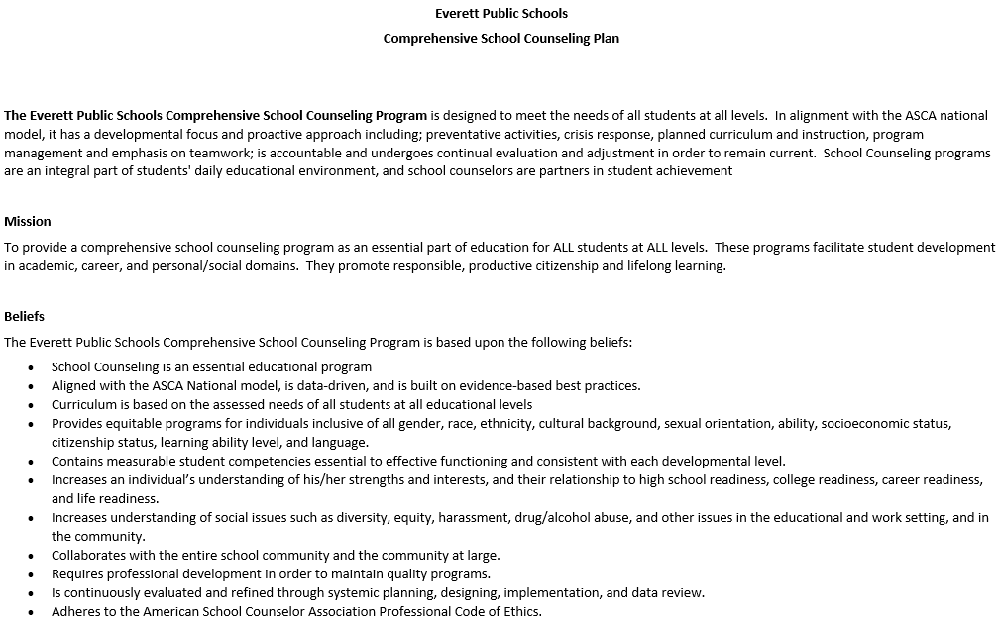 Everett Public Schools
Comprehensive School Counseling Plan
The Everett Public Schools Comprehensive School Counseling Program is designed to meet the needs of all students at all levels.  In alignment with the ASCA national
model, it has a developmental focus and proactive approach including; preventative activities, crisis response, planned curriculum and instruction, program
management and emphasis on teamwork; is accountable and undergoes continual evaluation and adjustment in order to remain current.  School Counseling programs
are an integral part of students' daily educational environment, and school counselors are partners in student achievement
Mission
To provide a comprehensive school counseling program as an essential part of education for ALL students at ALL levels.  These programs facilitate student development
in academic, career, and personal/social domains.  They promote responsible, productive citizenship and lifelong learning.
Beliefs
The Everett Public Schools Comprehensive School Counseling Program is based upon the following beliefs:
• School Counseling is an essential educational program
• Aligned with the ASCA National model, is data-driven, and is built on evidence-based best practices.
• Curriculum is based on the assessed needs of all students at all educational levels
• Provides equitable programs for individuals inclusive of all gender, race, ethnicity, cultural background, sexual orientation, ability, socioeconomic status,
citizenship status, learning ability level, and language.
• Contains measurable student competencies essential to effective functioning and consistent with each developmental level.
• Increases an individual’s understanding of his/her strengths and interests, and their relationship to high school readiness, college readiness, career readiness,
and life readiness.
• Increases understanding of social issues such as diversity, equity, harassment, drug/alcohol abuse, and other issues in the educational and work setting, and in
the community.
• Collaborates with the entire school community and the community at large.
• Requires professional development in order to maintain quality programs.
• Is continuously evaluated and refined through systemic planning, designing, implementation, and data review.
• Adheres to the American School Counselor Association Professional Code of Ethics.